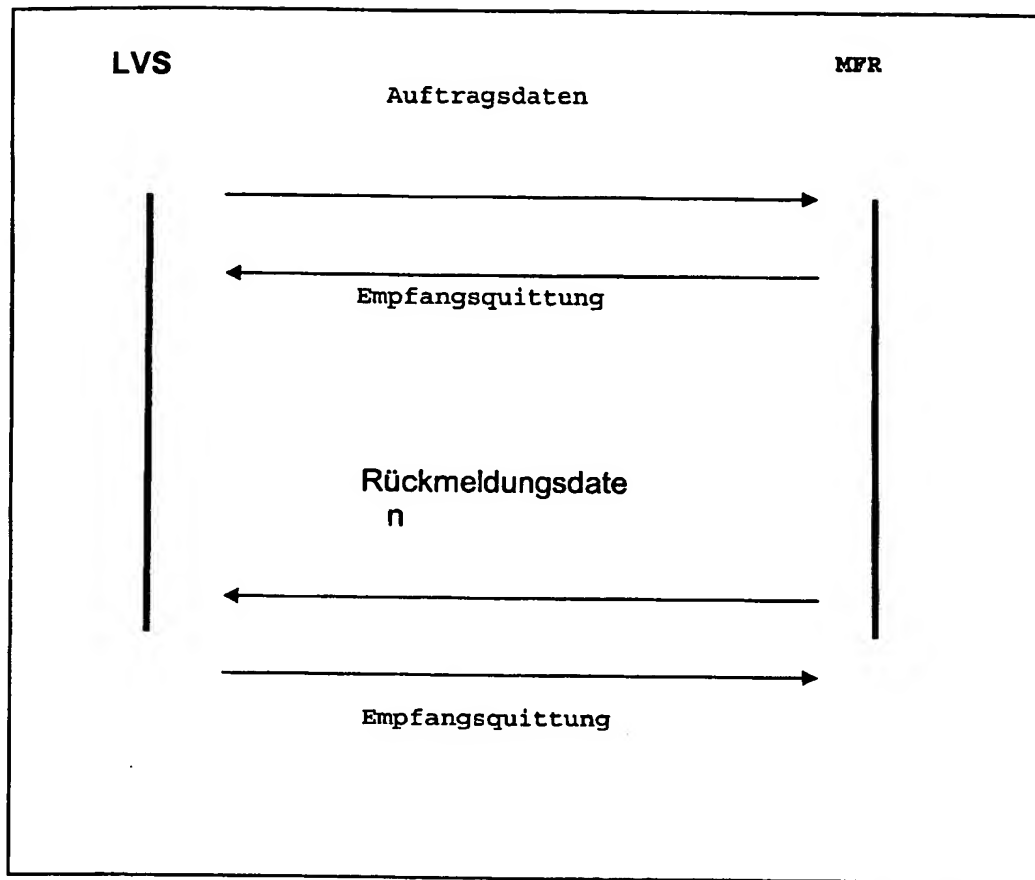 LVS
MFR
Auftragsdaten
Empfangsquittung
Rückmeldungsdate
n
Empfangsquittung